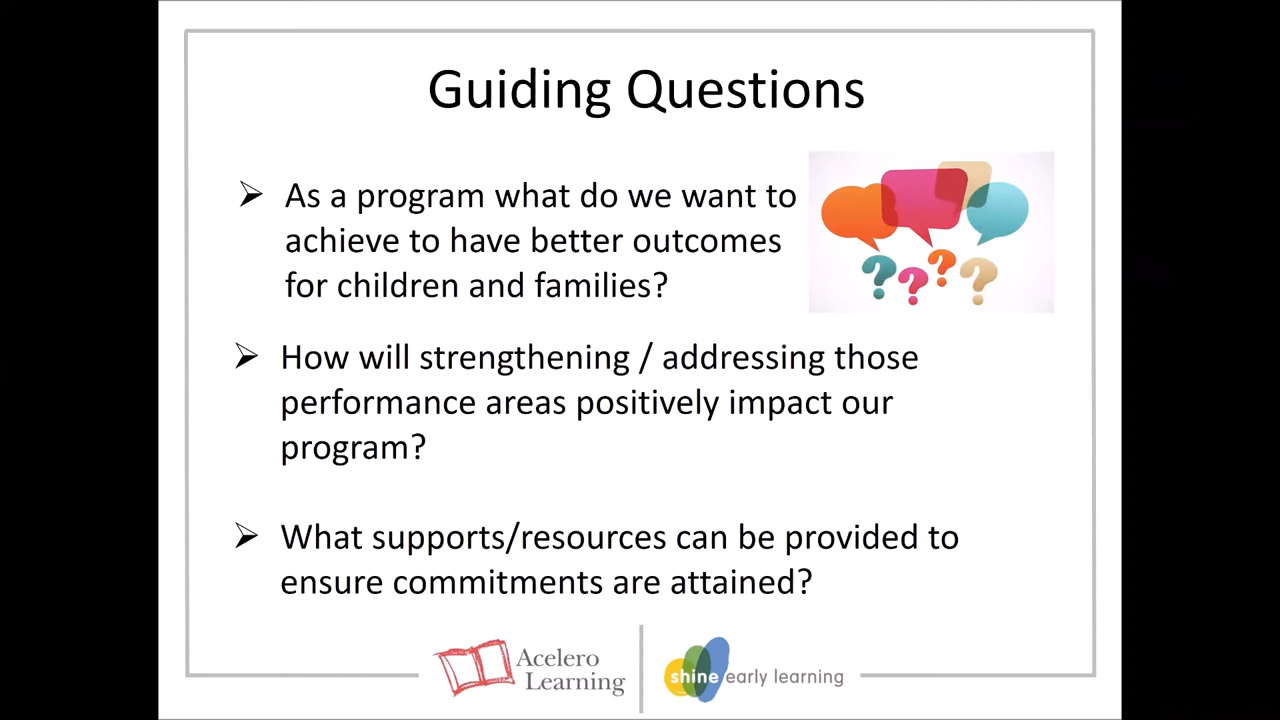 Guiding Questions
As a program what do we want to
achieve to have better outcomes
for children and families?
? ? ? ?
How will strengthening / addressing those
performance areas positively impact our
program?
What supports/resources can be provided to
ensure commitments are attained?
Acelero
Learning
shine early learning